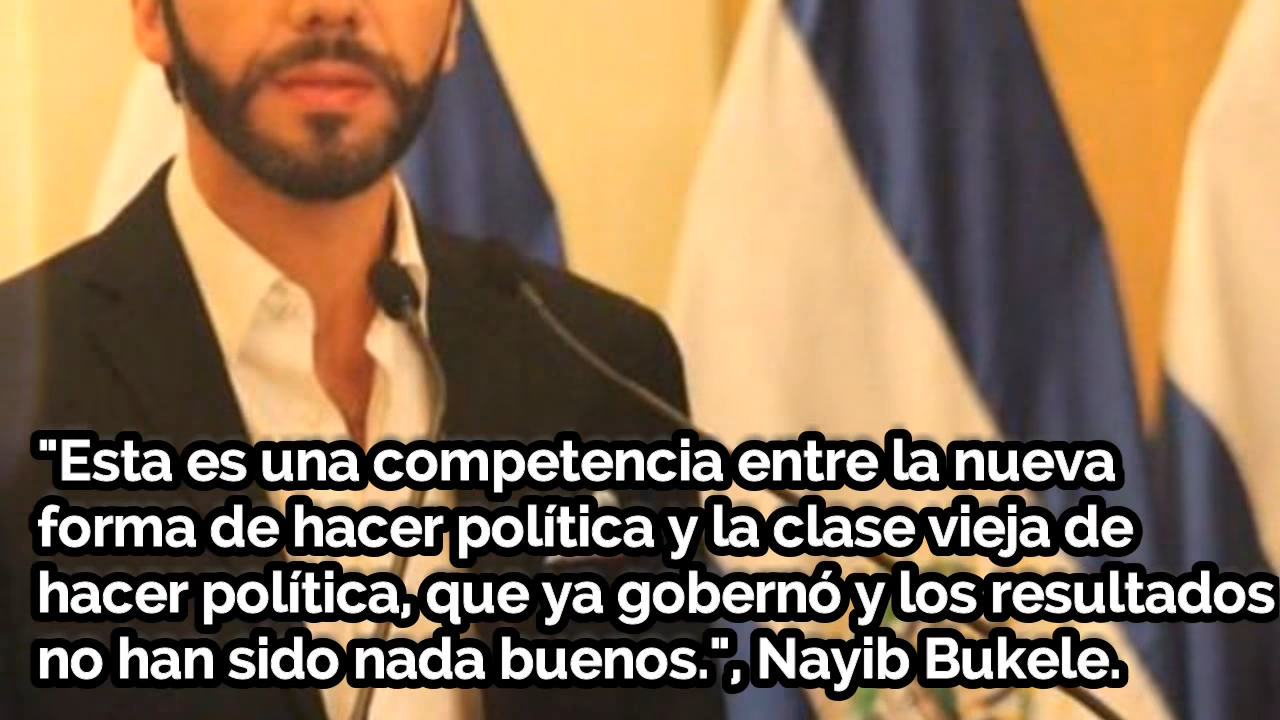 "Esta es una competencia entre la nueva
forma de hacer política y la clase vieja de
hacer política, que ya gobernó y los resultados
no han sido nada buenos.", Nayib Bukele.